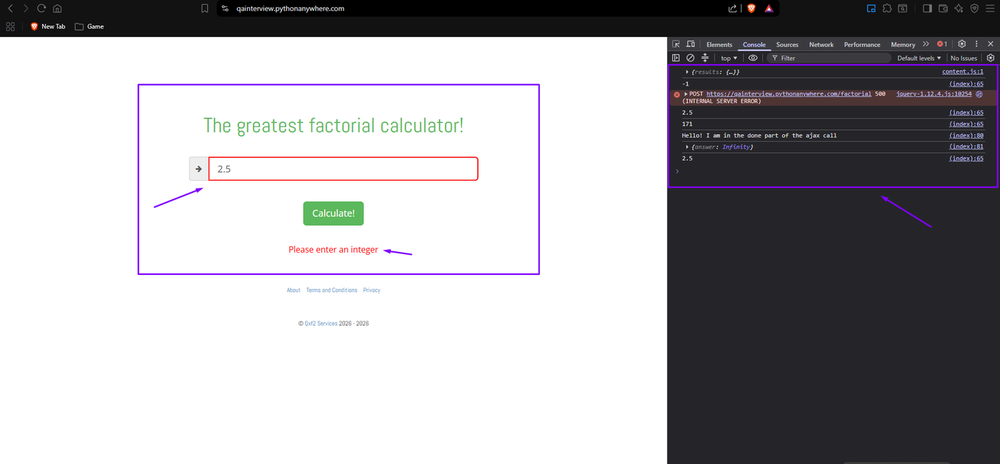 qainterview.pythonanywhere.com
New Tab Game
The greatest factorial calculator!
2.5
Calculate!
Please enter an integer
About Terms and Conditions Privacy
© Qxf2 Services 2026 - 2026
Elements Console Sources Network Performance Memory 1
top Filter Default levels No Issues
{results: {…}} content.js:1
-1 (index):65
POST https://qainterview.pythonanywhere.com/factorial 500 jquery-1.12.4.js:10254
(INTERNAL SERVER ERROR)
2.5 (index):65
171 (index):65
Hello! I am in the done part of the ajax call (index):80
{answer: Infinity} (index):81
2.5 (index):65